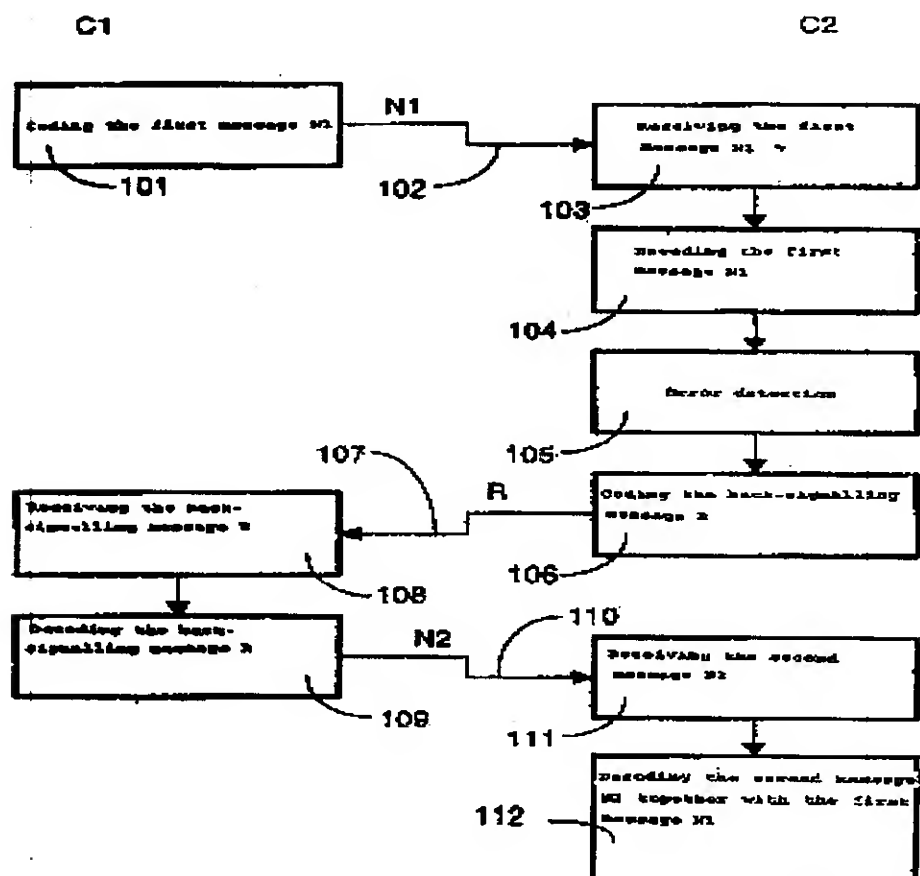 C1
C2
Coding the first message N1
N1
Receiving the first
message N1
101
102
103
Decoding the first
message N1
104
Error detection
105
107
R
Coding the back-signalling
message R
Receiving the back-
signalling message R
106
108
Decoding the back-
signalling message R
N2
110
Receiving the second
message N2
109
111
Decoding the second message
N2 together with the first
message N1
112